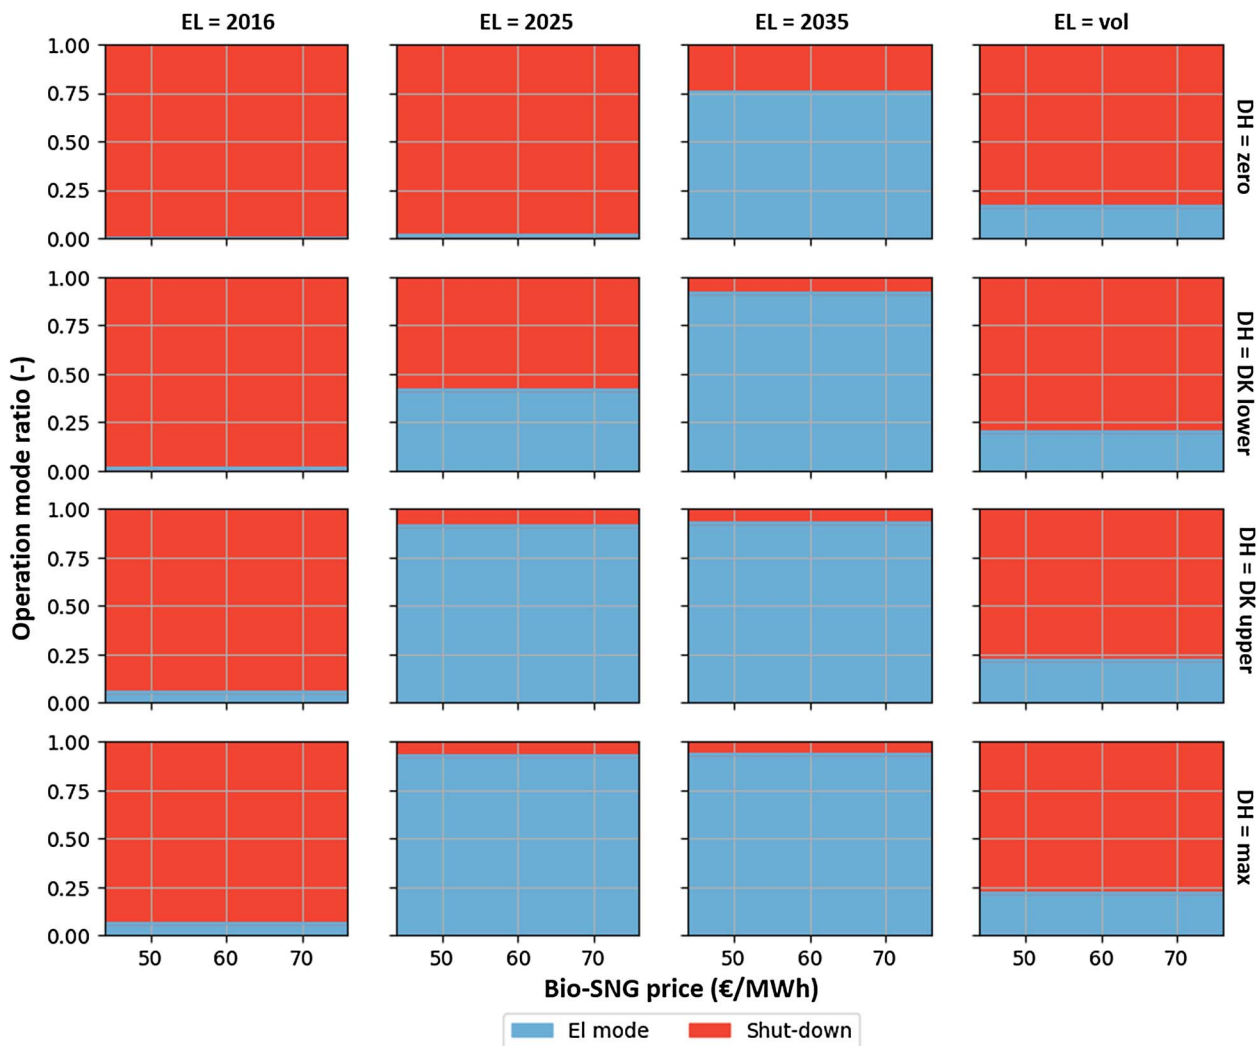 EL = 2016
EL = 2025
EL = 2035
EL = vol
1.00
0.75
0.50
0.25
0.00
DH = zero
1.00
0.75
0.50
0.25
0.00
DH = DK lower
Operation mode ratio (-)
1.00
0.75
0.50
0.25
0.00
DH = DK upper
1.00
0.75
0.50
0.25
0.00
DH = max
50 60 70
50 60 70
50 60 70
50 60 70
Bio-SNG price (€/MWh)
El mode
Shut-down